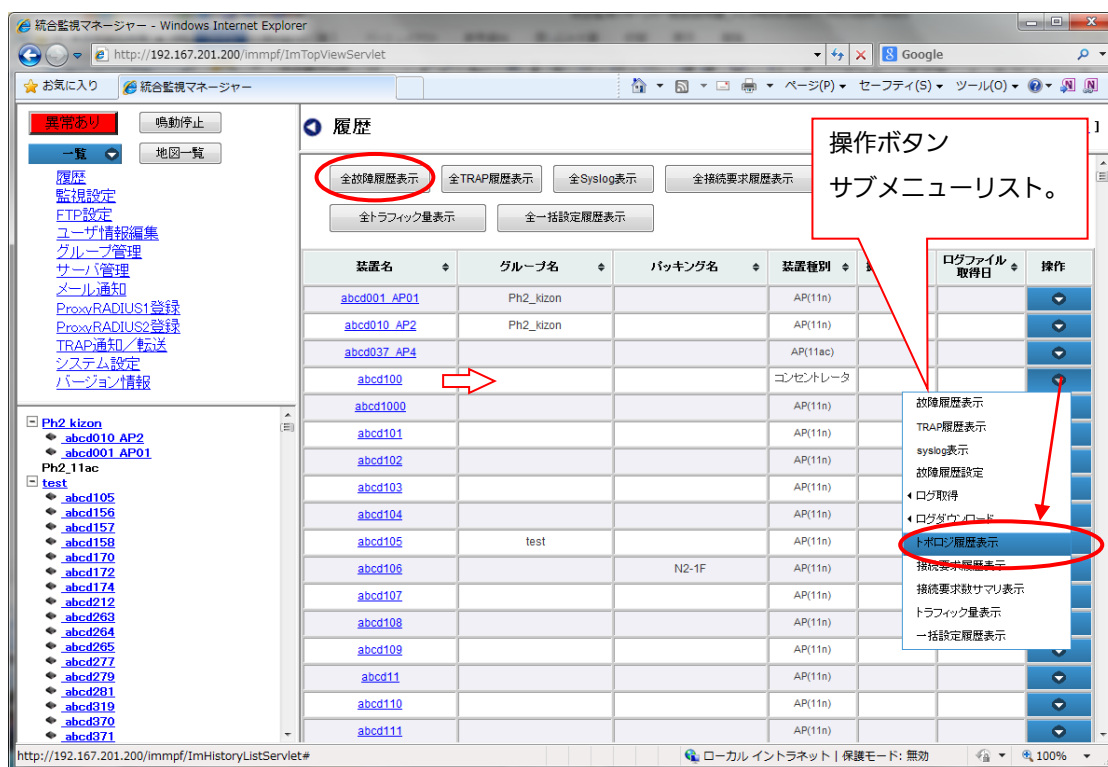 統合監視マネージャー - Windows Internet Explorer
http://192.167.201.200/immpf/ImTopViewServlet
Google
お気に入り
統合監視マネージャー
ページ(P)
セーフティ(S)
ツール(O)
異常あり
鳴動停止
一覧
地図一覧
履歴
監視設定
FTP設定
ユーザ情報編集
グループ管理
サーバ管理
メール通知
ProxyRADIUS1登録
ProxyRADIUS2登録
TRAP通知/転送
システム設定
バージョン情報
Ph2_kizon
abcd010_AP2
abcd001_AP01
Ph2_11ac
test
abcd105
abcd156
abcd157
abcd158
abcd170
abcd172
abcd174
abcd212
abcd263
abcd264
abcd265
abcd277
abcd279
abcd281
abcd319
abcd370
abcd371
履歴
]
操作ボタン
サブメニューリスト。
全故障履歴表示
全TRAP履歴表示
全Syslog表示
全接続要求履歴表示
全トラフィック量表示
全一括設定履歴表示
装置名
グループ名
パッキング名
装置種別
ログファイル
取得日
操作
abcd001_AP01 Ph2_kizon AP(11n)
abcd010_AP2 Ph2_kizon AP(11n)
abcd037_AP4 AP(11ac)
abcd100 コンセントレータ
abcd1000 AP(11n)
abcd101 AP(11n)
abcd102 AP(11n)
abcd103 AP(11n)
abcd104 AP(11n)
abcd105 test AP(11n)
abcd106 N2-1F AP(11n)
abcd107 AP(11n)
abcd108 AP(11n)
abcd109 AP(11n)
abcd11 AP(11n)
abcd110 AP(11n)
abcd111 AP(11n)
故障履歴表示
TRAP履歴表示
syslog表示
故障履歴設定
ログ取得
ログダウンロード
トポロジ履歴表示
接続要求履歴表示
接続要求数サマリ表示
トラフィック量表示
一括設定履歴表示
http://192.167.201.200/immpf/ImHistoryListServlet#
ローカル イントラネット | 保護モード: 無効
100%